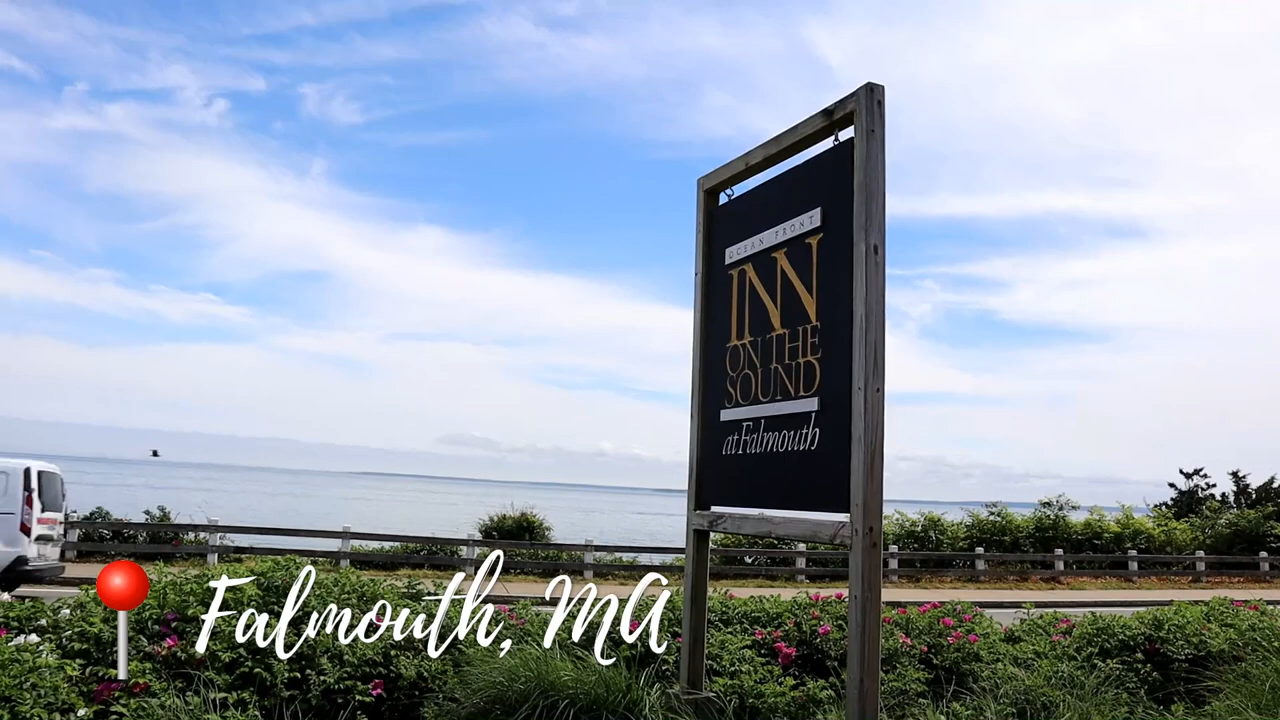 OCEAN FRONT
INN
ON THE
SOUND
at Falmouth
Falmouth, MA